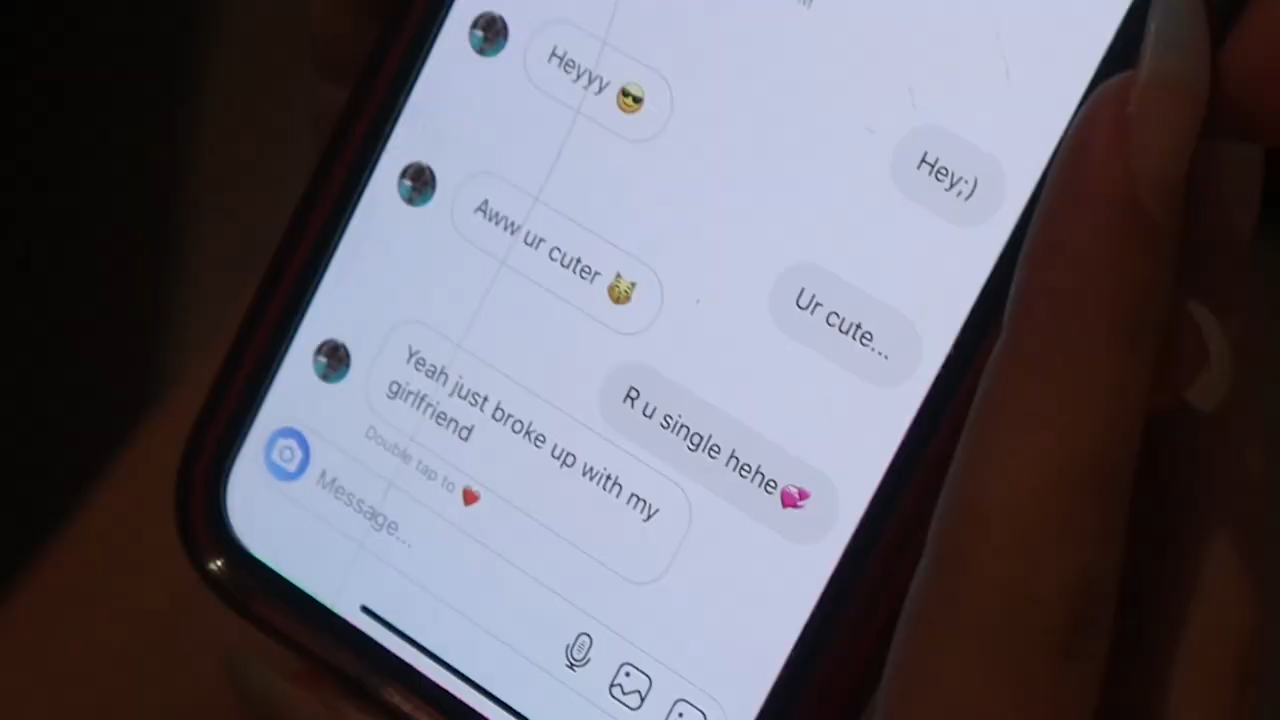 Heyyy 😎
Hey;)
Aww ur cuter 😽
Ur cute...
R u single hehe💞
Yeah just broke up with my
girlfriend
Double tap to ❤️
Message...